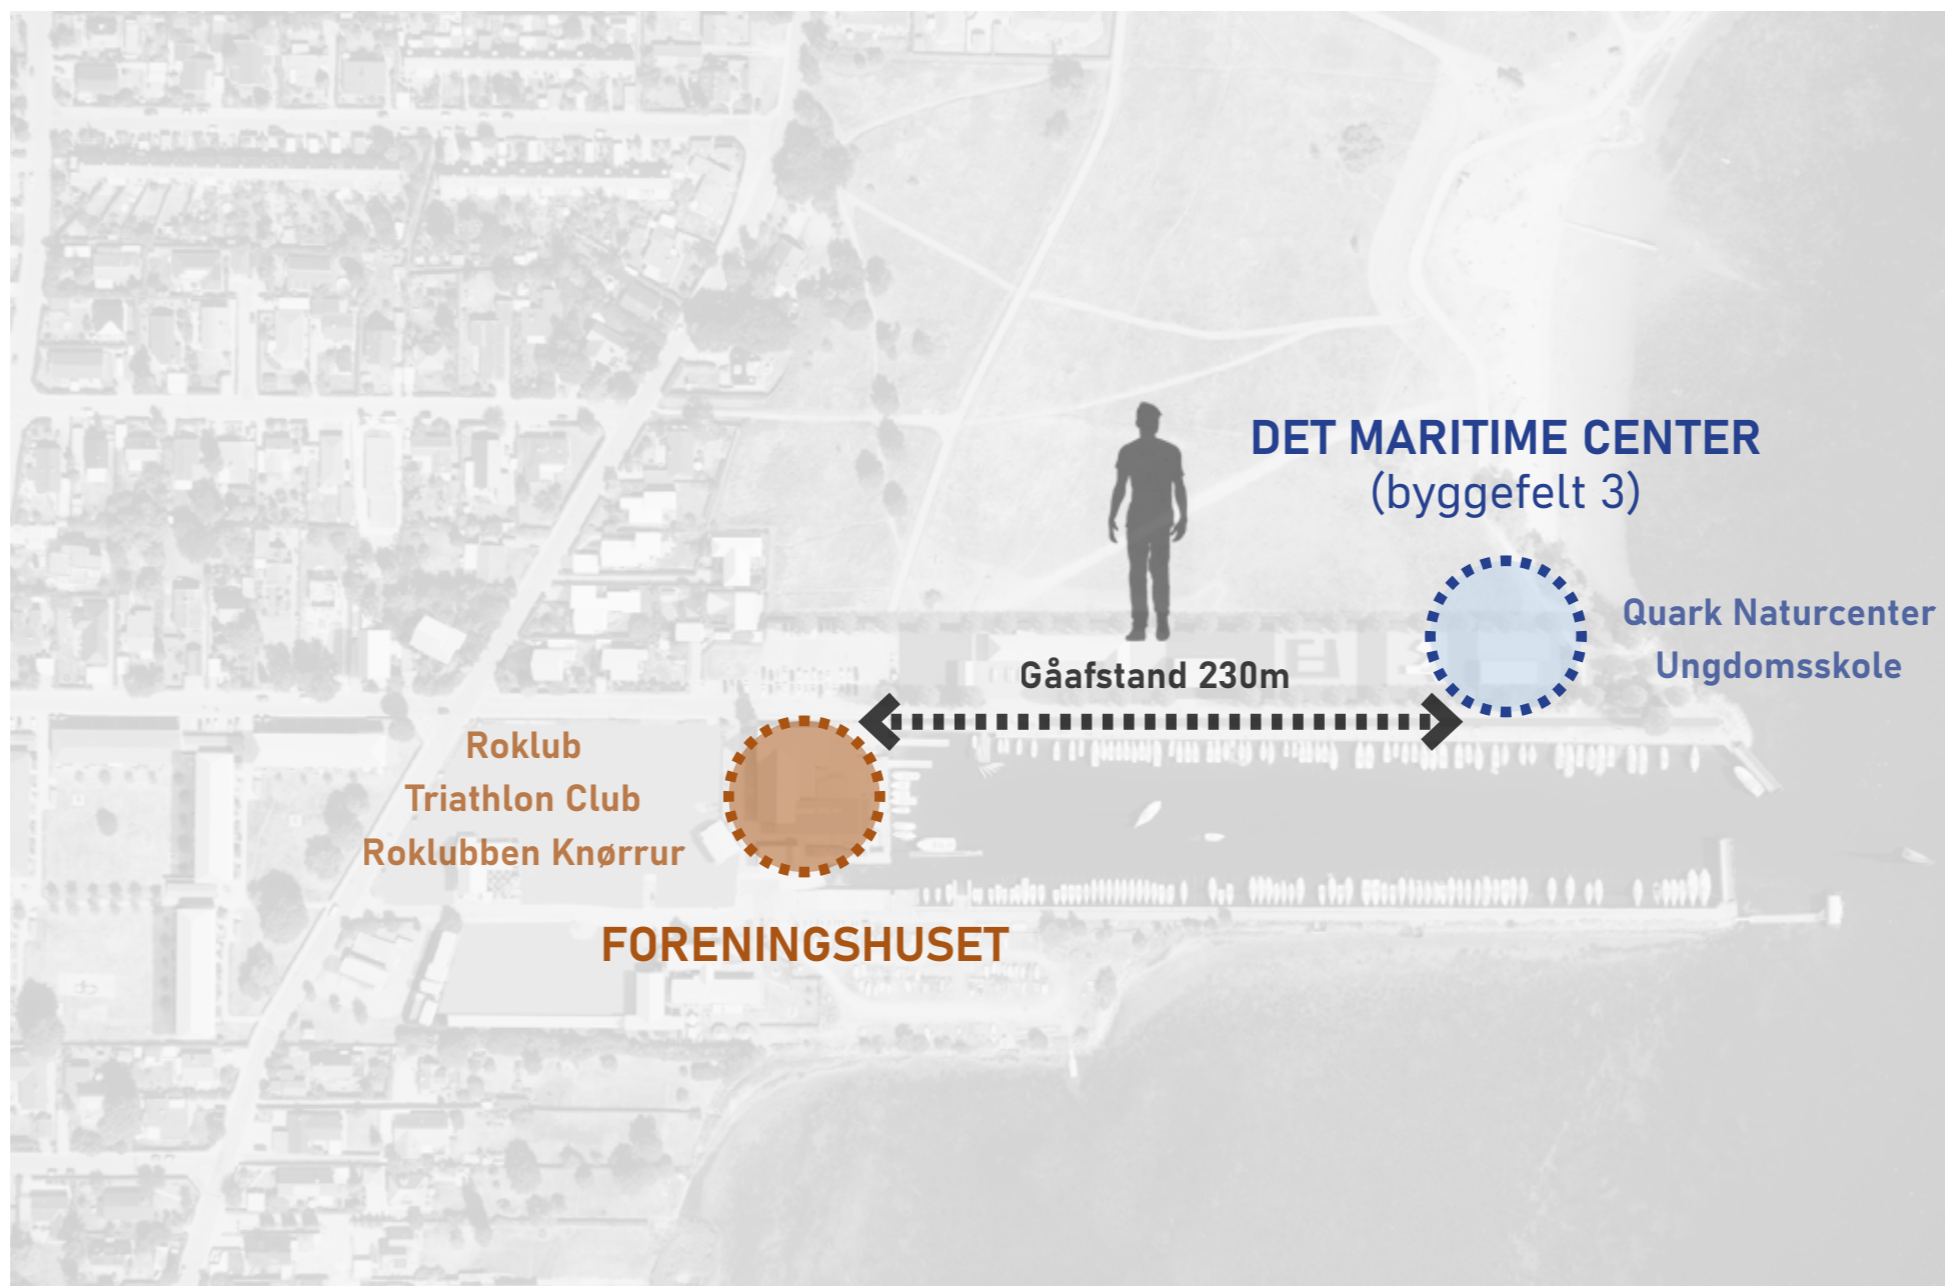 DET MARITIME CENTER
(byggefelt 3)
Quark Naturcenter
Ungdomsskole
Gåafstand 230m
Roklub
Triathlon Club
Roklubben Knørrur
FORENINGSHUSET